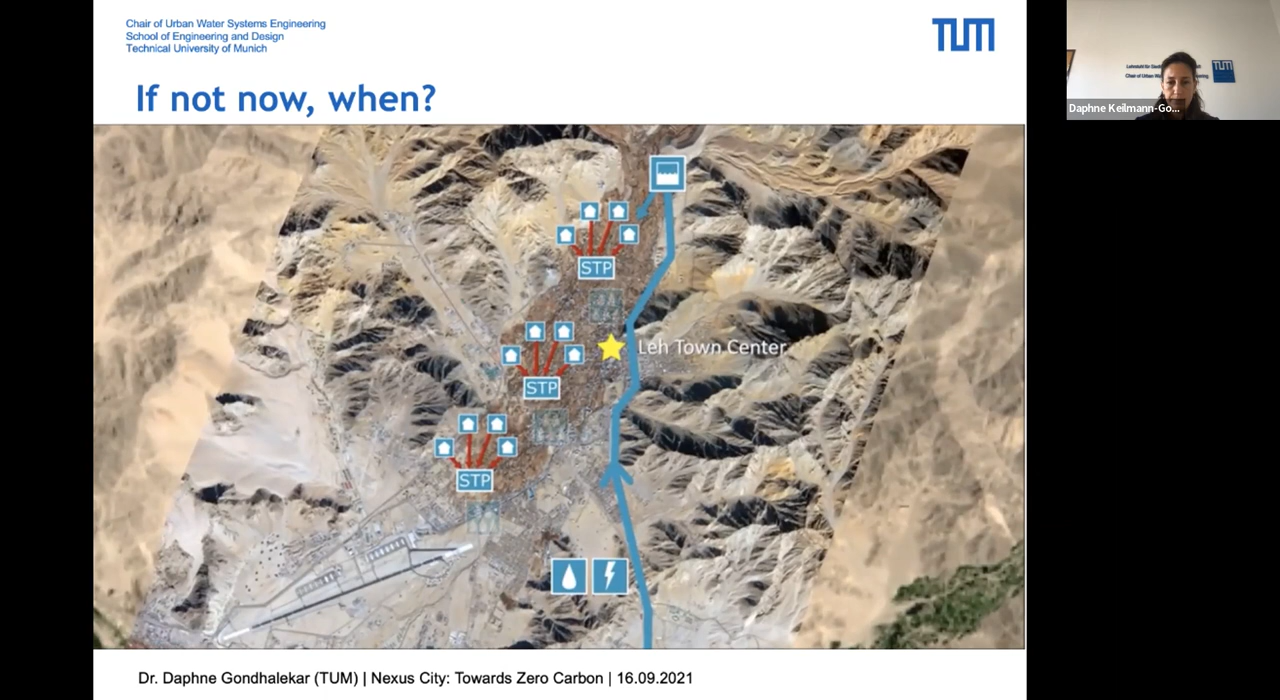 Chair of Urban Water Systems Engineering
School of Engineering and Design
Technical University of Munich
TUM
If not now, when?
STP
Leh Town Center
STP
STP
Dr. Daphne Gondhalekar (TUM) | Nexus City: Towards Zero Carbon | 16.09.2021
TUM
Daphne Keilmann-Go...